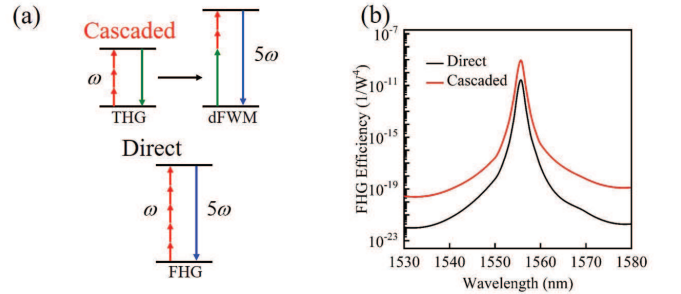 (a)
Cascaded
ω
5ω
THG
dFWM
Direct
ω
5ω
FHG
(b)
FHG Efficiency (1/W⁴)
10⁻⁷
10⁻¹¹
10⁻¹⁵
10⁻¹⁹
10⁻²³
Direct
Cascaded
1530 1540 1550 1560 1570 1580
Wavelength (nm)